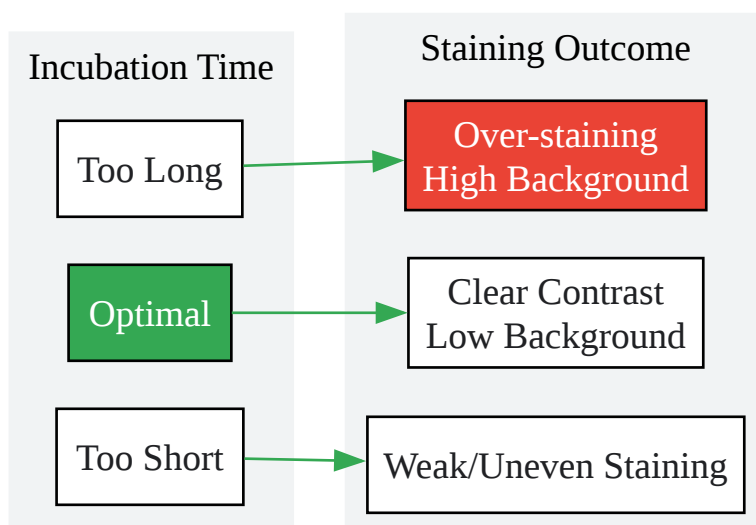 Incubation Time
Too Long
Optimal
Too Short
Staining Outcome
Over-staining
High Background
Clear Contrast
Low Background
Weak/Uneven Staining